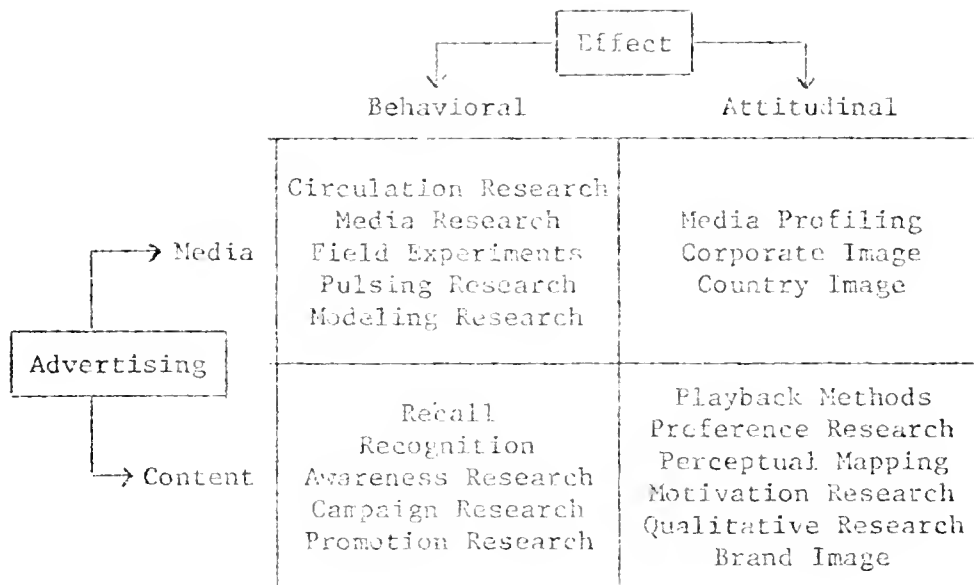 Effect
Behavioral Attitudinal
Circulation Research
Media Research
Field Experiments
Pulsing Research
Modeling Research
Media Profiling
Corporate Image
Country Image
Media
Advertising
Content
Recall
Recognition
Awareness Research
Campaign Research
Promotion Research
Playback Methods
Preference Research
Perceptual Mapping
Motivation Research
Qualitative Research
Brand Image